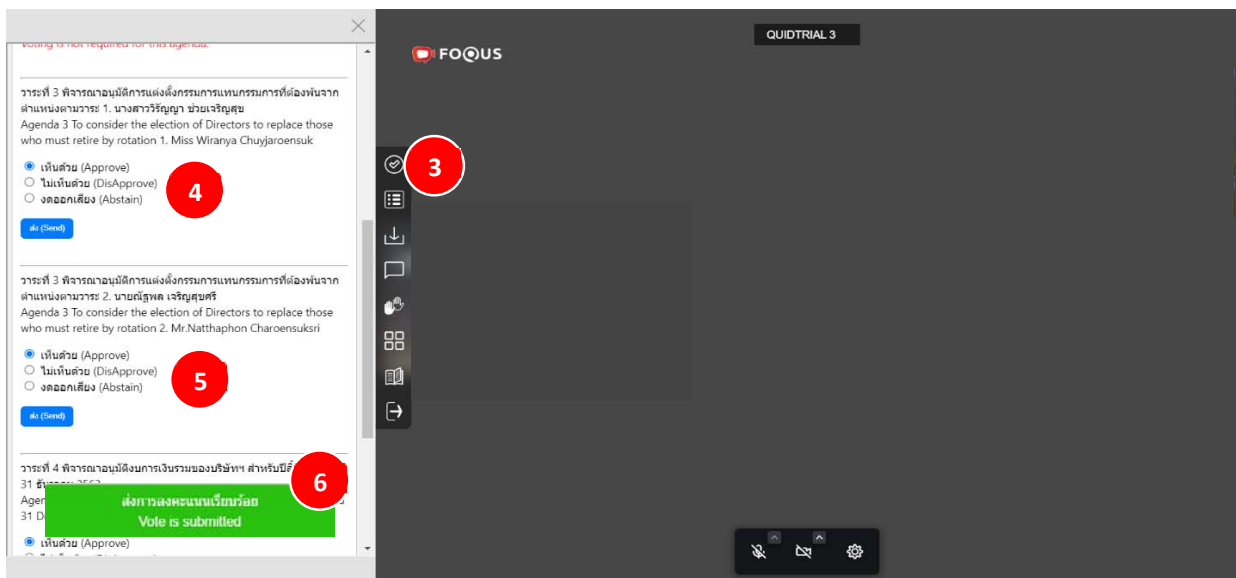 Voting is not required for this agenda.
วาระที่ 3 พิจารณาอนุมัติการแต่งตั้งกรรมการแทนกรรมการที่ต้องพ้นจาก
ตำแหน่งตามวาระ 1. นางสาววิรัญญา ช่วยเจริญสุข
Agenda 3 To consider the election of Directors to replace those
who must retire by rotation 1. Miss Wiranya Chuyjaroensuk
เห็นด้วย (Approve)
ไม่เห็นด้วย (DisApprove)
งดออกเสียง (Abstain)
4
ส่ง (Send)
วาระที่ 3 พิจารณาอนุมัติการแต่งตั้งกรรมการแทนกรรมการที่ต้องพ้นจาก
ตำแหน่งตามวาระ 2. นายณัฐพล เจริญสุขศรี
Agenda 3 To consider the election of Directors to replace those
who must retire by rotation 2. Mr.Natthaphon Charoensuksri
เห็นด้วย (Approve)
ไม่เห็นด้วย (DisApprove)
งดออกเสียง (Abstain)
5
ส่ง (Send)
วาระที่ 4 พิจารณาอนุมัติงบการเงินรวมของบริษัทฯ สำหรับปี
31
6
ส่งการลงคะแนนเรียบร้อย
Vote is submitted
31 D
เห็นด้วย (Approve)
FOQUS
QUIDTRIAL 3
3